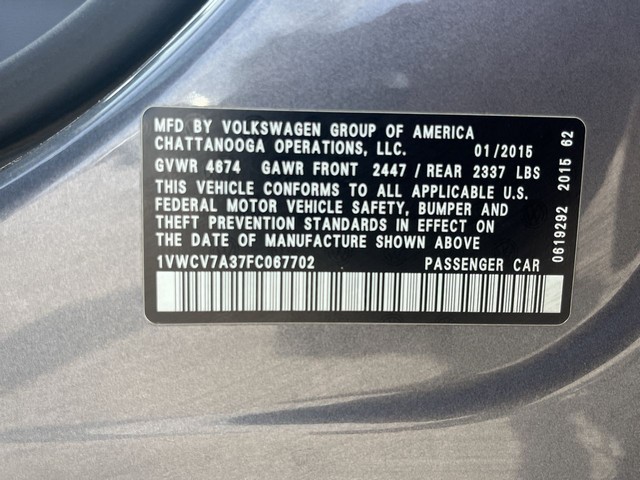 MFD BY VOLKSWAGEN GROUP OF AMERICA
CHATTANOOGA OPERATIONS, LLC. 01/2015
GVWR 4674 GAWR FRONT 2447 / REAR 2337 LBS
THIS VEHICLE CONFORMS TO ALL APPLICABLE U.S.
FEDERAL MOTOR VEHICLE SAFETY, BUMPER AND
THEFT PREVENTION STANDARDS IN EFFECT ON
THE DATE OF MANUFACTURE SHOWN ABOVE
1VWCV7A37FC067702 PASSENGER CAR
0619292 2015 62